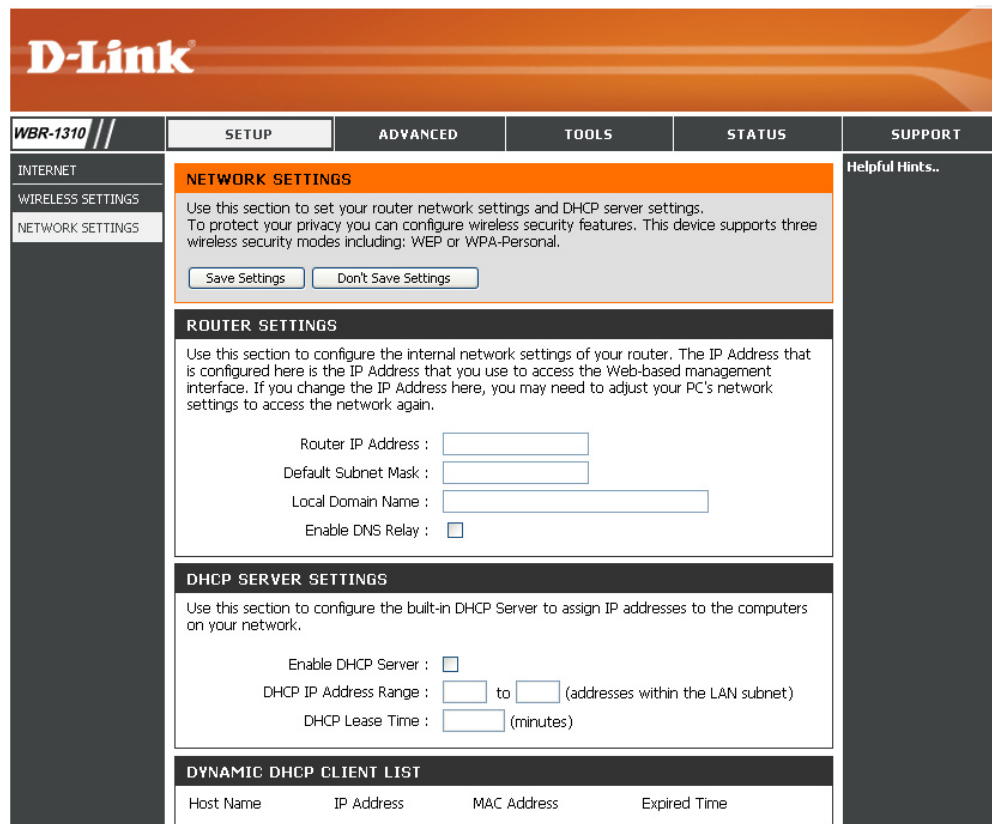 D-Link®
WBR-1310 //
SETUP
ADVANCED
TOOLS
STATUS
SUPPORT
INTERNET
WIRELESS SETTINGS
NETWORK SETTINGS
NETWORK SETTINGS
Use this section to set your router network settings and DHCP server settings.
To protect your privacy you can configure wireless security features. This device supports three
wireless security modes including: WEP or WPA-Personal.
Save Settings
Don't Save Settings
ROUTER SETTINGS
Use this section to configure the internal network settings of your router. The IP Address that
is configured here is the IP Address that you use to access the Web-based management
interface. If you change the IP Address here, you may need to adjust your PC's network
settings to access the network again.
Router IP Address :
Default Subnet Mask :
Local Domain Name :
Enable DNS Relay :
DHCP SERVER SETTINGS
Use this section to configure the built-in DHCP Server to assign IP addresses to the computers
on your network.
Enable DHCP Server :
DHCP IP Address Range : to (addresses within the LAN subnet)
DHCP Lease Time : (minutes)
DYNAMIC DHCP CLIENT LIST
Host Name IP Address MAC Address Expired Time
Helpful Hints..